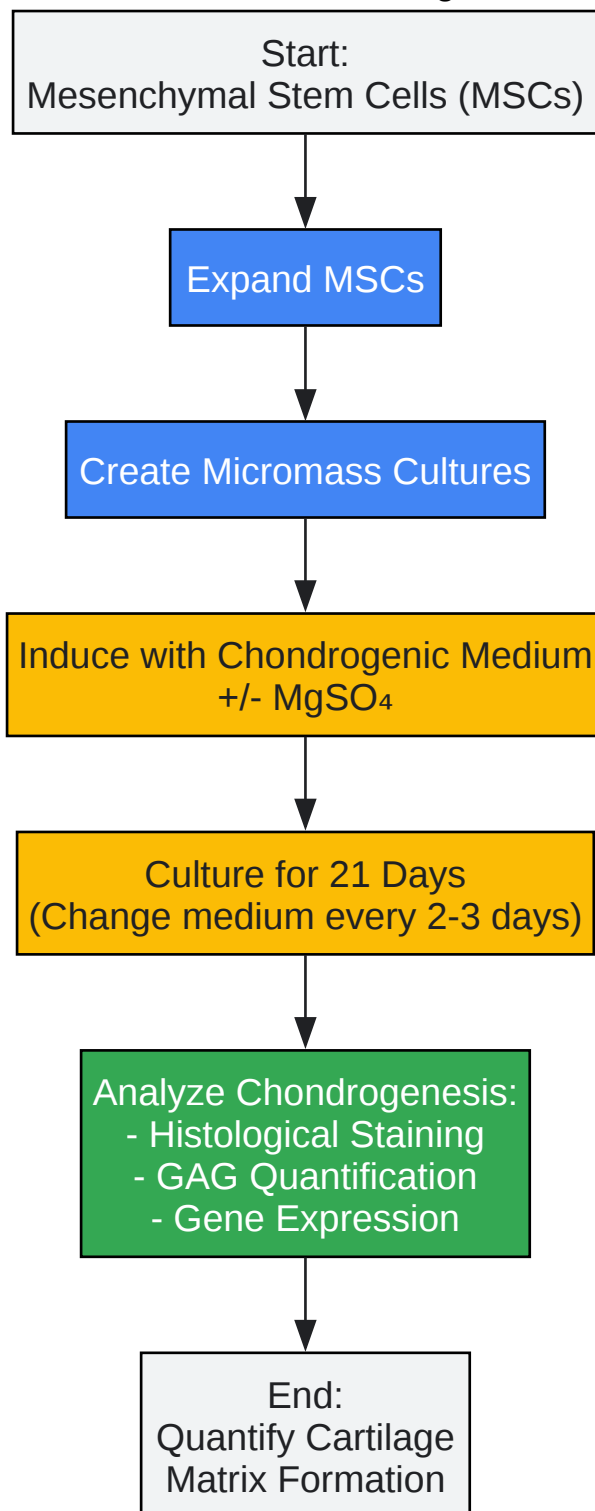 Start:
Mesenchymal Stem Cells (MSCs)
Expand MSCs
Create Micromass Cultures
Induce with Chondrogenic Medium
+/- MgSO₄
Culture for 21 Days
(Change medium every 2-3 days)
Analyze Chondrogenesis:
- Histological Staining
- GAG Quantification
- Gene Expression
End:
Quantify Cartilage
Matrix Formation